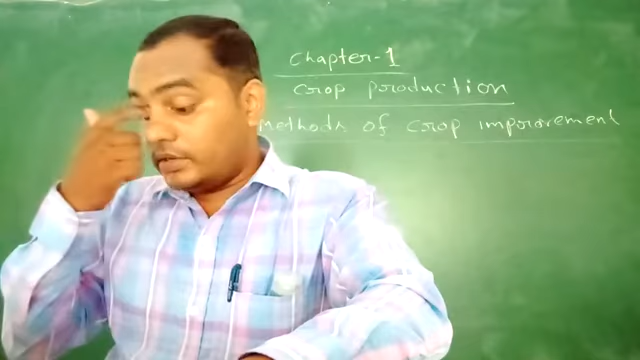 Chapter-1
Crop production
Methods of crop improvement